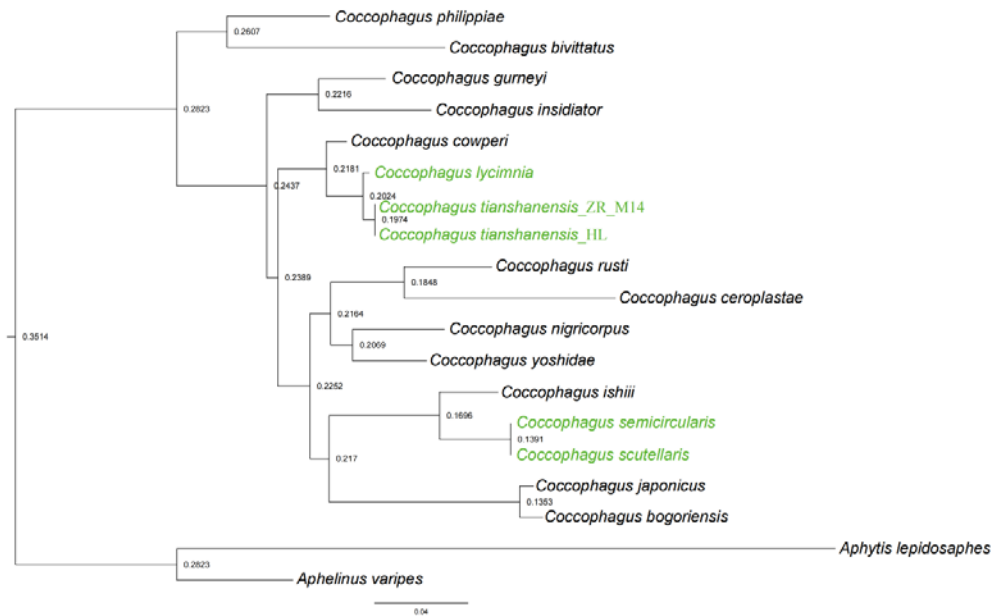 Coccophagus philippiae
0.2607
Coccophagus bivittatus
Coccophagus gurneyi
0.2216
0.2823
Coccophagus insidiator
Coccophagus cowperi
0.2181
Coccophagus lycimnia
0.2437
0.2024
Coccophagus tianshanensis_ZR_M14
0.1974
Coccophagus tianshanensis_HL
Coccophagus rusti
0.2389
0.1848
Coccophagus ceroplastae
0.2164
Coccophagus nigricorpus
0.3514
0.2069
Coccophagus yoshidae
0.2252
Coccophagus ishiii
0.1696
Coccophagus semicircularis
0.1391
Coccophagus scutellaris
0.217
Coccophagus japonicus
0.1353
Coccophagus bogoriensis
Aphytis lepidosaphes
0.2823
Aphelinus varipes
0.04